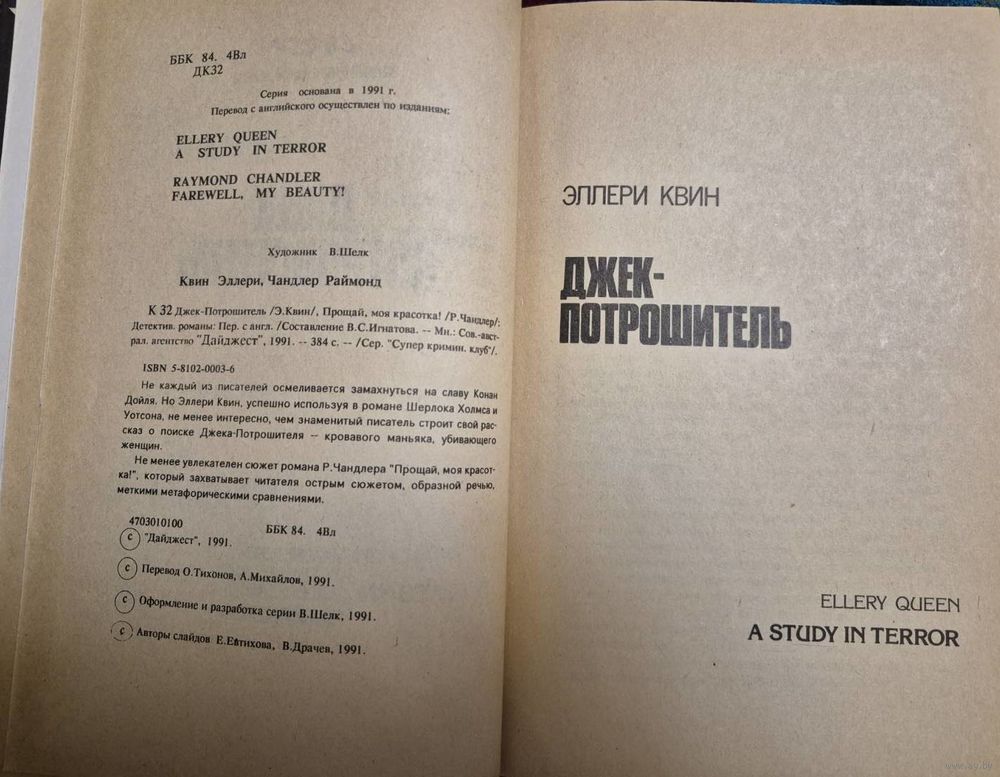 ББК 84. 4Вл
ДК32
Серия основана в 1991 г.
Перевод с английского осуществлен по изданиям:
ELLERY QUEEN
A STUDY IN TERROR
RAYMOND CHANDLER
FAREWELL, MY BEAUTY!
Художник В.Шелк
Квин Эллери, Чандлер Раймонд
К 32 Джек-Потрошитель /Э.Квин/, Прощай, моя красотка! /Р.Чандлер/:
Детектив. романы: Пер. с англ. /Составление В.С.Игнатова. -- Мн.: Сов.-авст-
рал. агентство "Дайджест", 1991. -- 384 с. -- /Сер. "Супер кримин. клуб"/.
ISBN 5-8102-0003-6
Не каждый из писателей осмеливается замахнуться на славу Конан
Дойля. Но Эллери Квин, успешно используя в романе Шерлока Холмса и
Уотсона, не менее интересно, чем знаменитый писатель строит свой рас-
сказ о поиске Джека-Потрошителя -- кровавого маньяка, убивающего
женщин.
Не менее увлекателен сюжет романа Р.Чандлера "Прощай, моя красот-
ка!", который захватывает читателя острым сюжетом, образной речью,
меткими метафорическими сравнениями.
4703010100
ББК 84. 4Вл
© "Дайджест", 1991.
© Перевод О.Тихонов, А.Михайлов, 1991.
© Оформление и разработка серии В.Шелк, 1991.
© Авторы слайдов В.Драчев, 1991.
ЭЛЛЕРИ КВИН
ДЖЕК-
ПОТРОШИТЕЛЬ
ELLERY QUEEN
A STUDY IN TERROR
www.ay.by